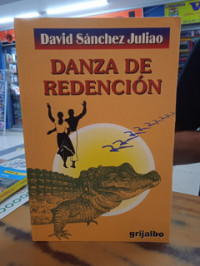 David Sánchez Juliao
DANZA DE
REDENCIÓN
grijalbo